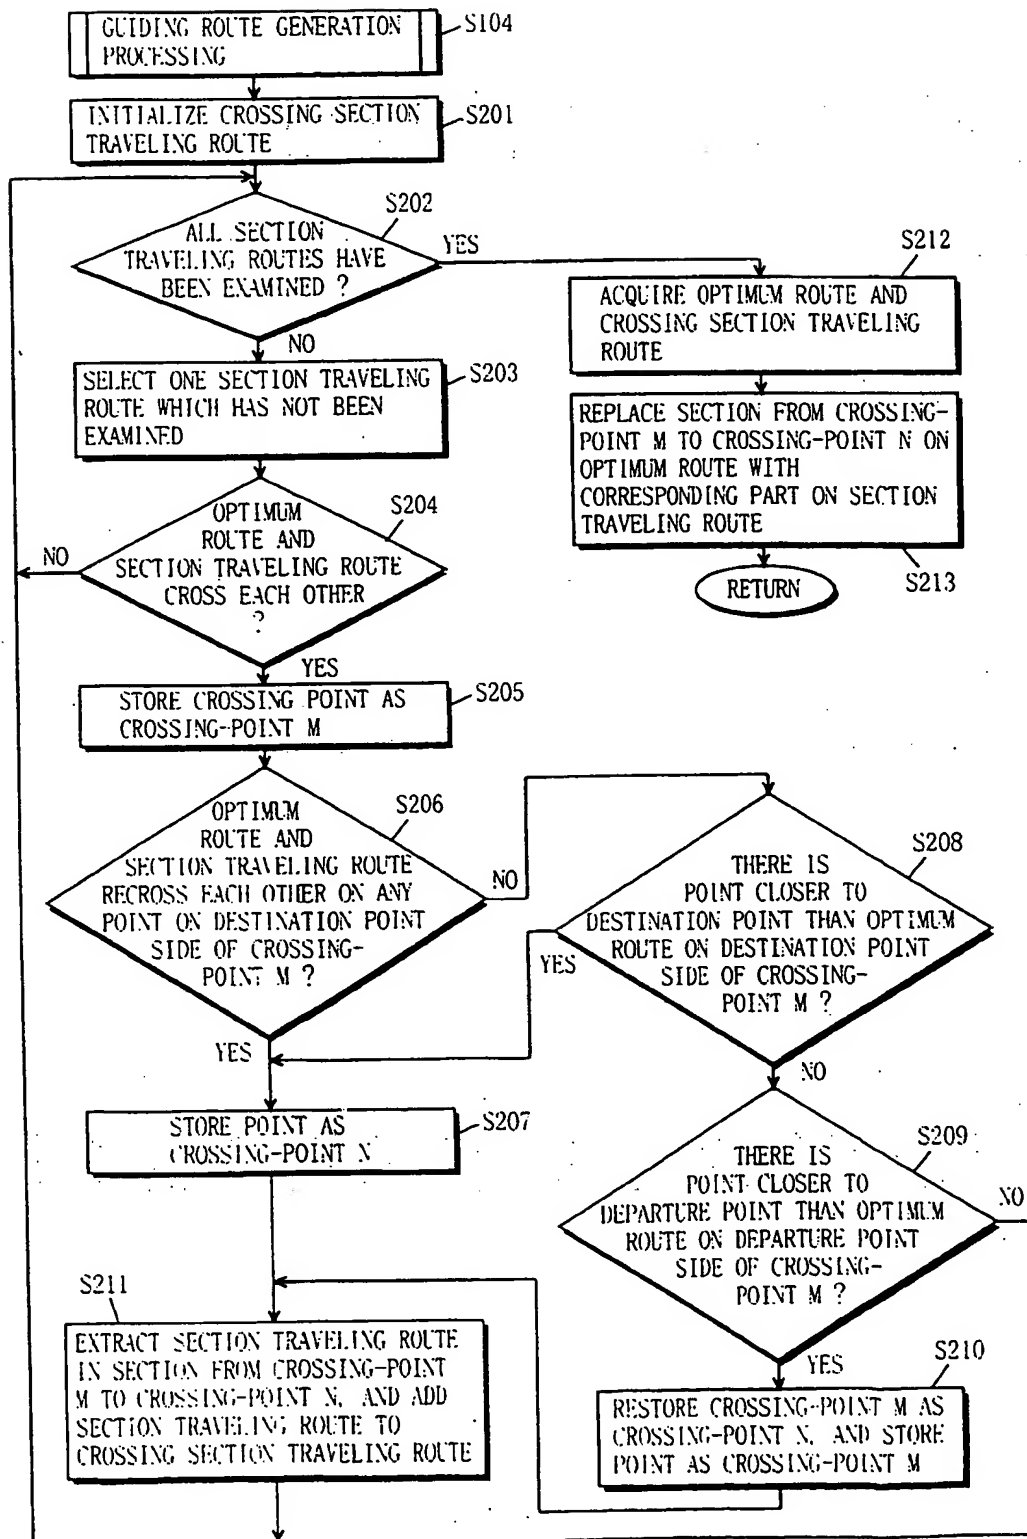 GUIDING ROUTE GENERATION
PROCESSING
S104
INITIALIZE CROSSING SECTION
TRAVELING ROUTE
S201
ALL SECTION
TRAVELING ROUTES HAVE
BEEN EXAMINED ?
S202
YES
NO
S212
ACQUIRE OPTIMUM ROUTE AND
CROSSING SECTION TRAVELING
ROUTE
SELECT ONE SECTION TRAVELING
ROUTE WHICH HAS NOT BEEN
EXAMINED
S203
REPLACE SECTION FROM CROSSING-
POINT M TO CROSSING-POINT N ON
OPTIMUM ROUTE WITH
CORRESPONDING PART ON SECTION
TRAVELING ROUTE
S213
RETURN
OPTIMUM
ROUTE AND
SECTION TRAVELING ROUTE
CROSS EACH OTHER
?
S204
NO
YES
STORE CROSSING POINT AS
CROSSING-POINT M
S205
OPTIMUM
ROUTE AND
SECTION TRAVELING ROUTE
RECROSS EACH OTHER ON ANY
POINT ON DESTINATION POINT
SIDE OF CROSSING-
POINT M ?
S206
NO
YES
THERE IS
POINT CLOSER TO
DESTINATION POINT THAN OPTIMUM
ROUTE ON DESTINATION POINT
SIDE OF CROSSING-
POINT M ?
S208
YES
NO
STORE POINT AS
CROSSING-POINT N
S207
THERE IS
POINT CLOSER TO
DEPARTURE POINT THAN OPTIMUM
ROUTE ON DEPARTURE POINT
SIDE OF CROSSING-
POINT M ?
S209
NO
YES
S211
EXTRACT SECTION TRAVELING ROUTE
IN SECTION FROM CROSSING-POINT
M TO CROSSING-POINT N, AND ADD
SECTION TRAVELING ROUTE TO
CROSSING SECTION TRAVELING ROUTE
S210
RESTORE CROSSING-POINT M AS
CROSSING-POINT N, AND STORE
POINT AS CROSSING-POINT M